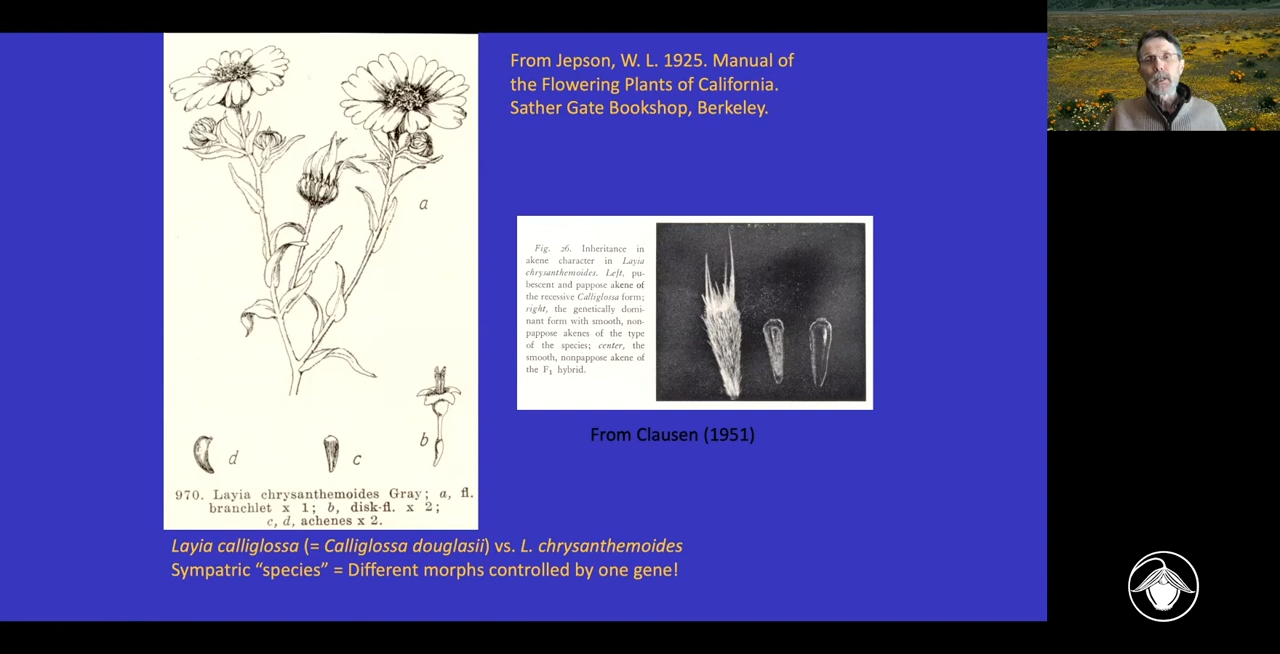 From Jepson, W. L. 1925. Manual of
the Flowering Plants of California.
Sather Gate Bookshop, Berkeley.
a
b
d
c
970. Layia chrysanthemoides Gray; a, fl.
branchlet x 1; b, disk-fl. x 2;
c, d, achenes x 2.
Fig. 26. Inheritance in
akene character in Layia
chrysanthemoides. Left, pu-
bescent and pappose akene of
the recessive Calliglossa form;
right, the genetically domi-
nant form with smooth, non-
pappose akenes of the type
of the species; center, the
smooth, nonpappose akene of
the F1 hybrid.
From Clausen (1951)
Layia calliglossa (= Calliglossa douglasii) vs. L. chrysanthemoides
Sympatric “species” = Different morphs controlled by one gene!